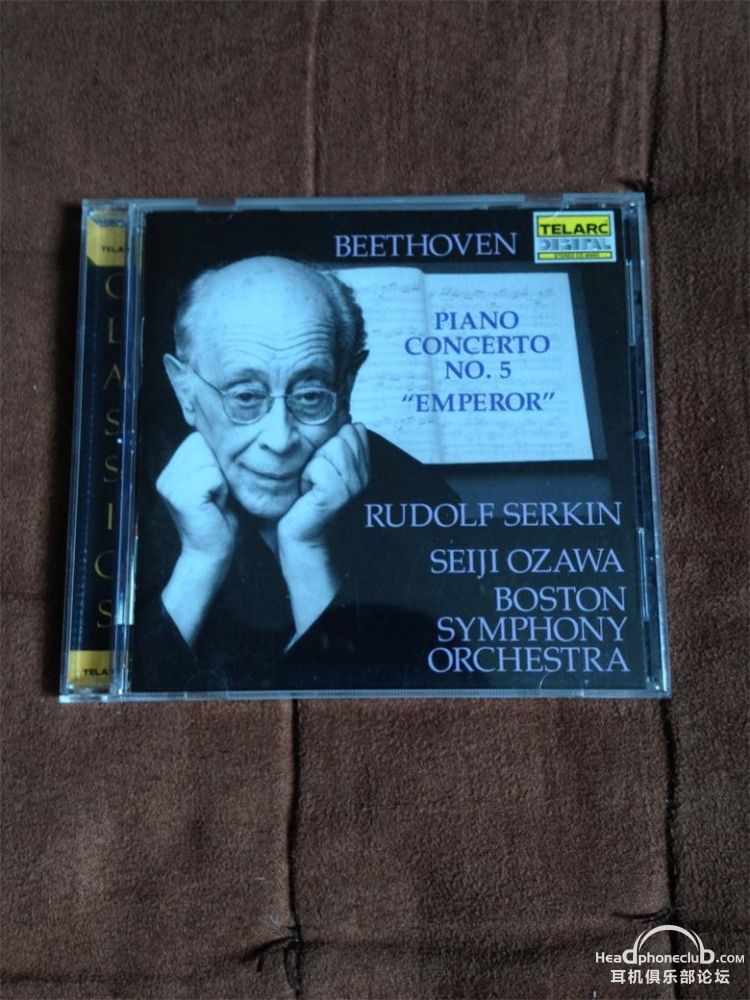 BEETHOVEN
TELARC
DIGITAL
PIANO
CONCERTO
NO. 5
“EMPEROR”
RUDOLF SERKIN
SEIJI OZAWA
BOSTON
SYMPHONY
ORCHESTRA
CLASSICS
HeadphoneclubD.Com
耳机俱乐部论坛